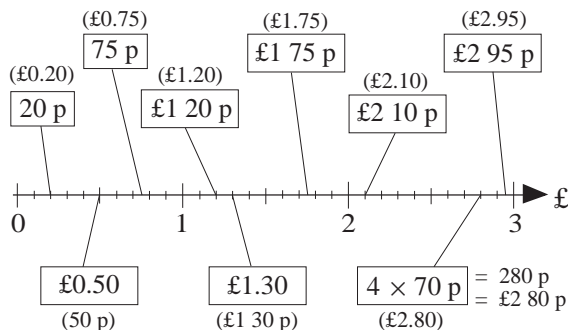 (£0.75) (£1.75) (£2.95)
75 p £1 75 p £2 95 p
(£0.20) (£1.20) (£2.10)
20 p £1 20 p £2 10 p
£
0 1 2 3
£0.50 £1.30 4 × 70 p = 280 p
= £2 80 p
(50 p) (£1 30 p) (£2.80)